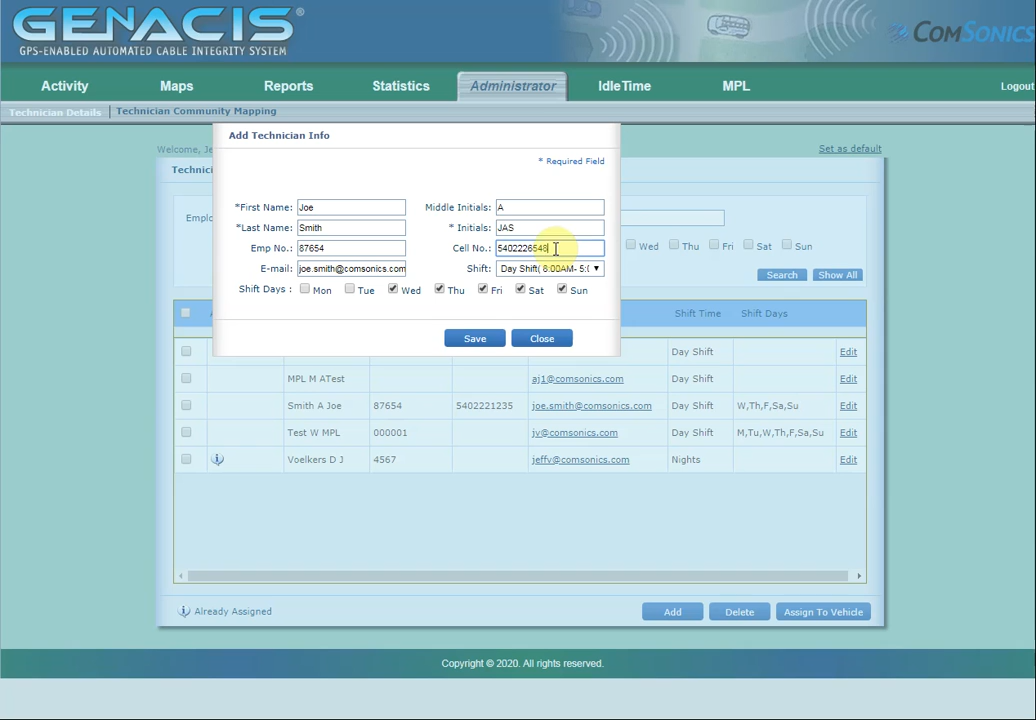 GENACIS®
GPS-ENABLED AUTOMATED CABLE INTEGRITY SYSTEM
COMSONICS
Activity Maps Reports Statistics Administrator IdleTime MPL Logout
Technician Details | Technician Community Mapping
Add Technician Info
Welcome, Je
Set as default
* Required Field
Technici
*First Name: Joe Middle Initials: A
Emplo
*Last Name: Smith * Initials: JAS
Emp No.: 87654 Cell No.: 5402226548
Wed Thu Fri Sat Sun
E-mail: joe.smith@comsonics.com Shift: Day Shift( 8:00AM- 5:(
Search Show All
Shift Days : Mon Tue Wed Thu Fri Sat Sun
Shift Time Shift Days
Save Close
Day Shift Edit
MPL M ATest aj1@comsonics.com Day Shift Edit
Smith A Joe 87654 5402221235 joe.smith@comsonics.com Day Shift W,Th,F,Sa,Su Edit
Test W MPL 000001 jv@comsonics.com Day Shift M,Tu,W,Th,F,Sa,Su Edit
Voelkers D J 4567 jeffv@comsonics.com Nights Edit
Already Assigned Add Delete Assign To Vehicle
Copyright © 2020. All rights reserved.